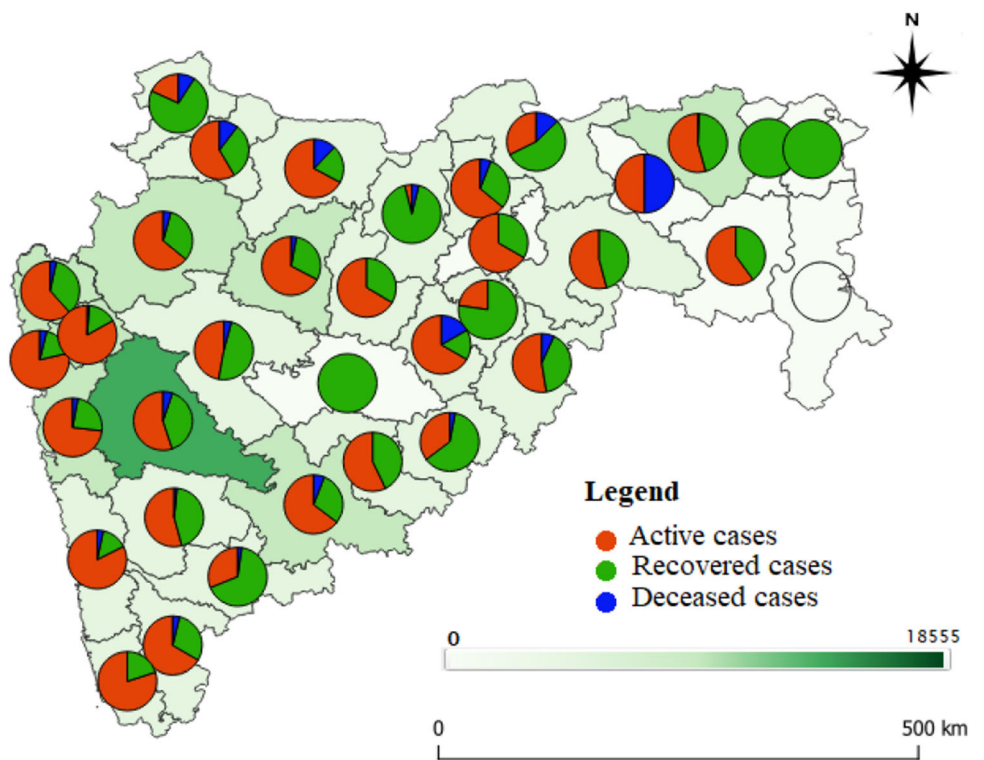 N
Legend
Active cases
Recovered cases
Deceased cases
0 18555
0 500 km